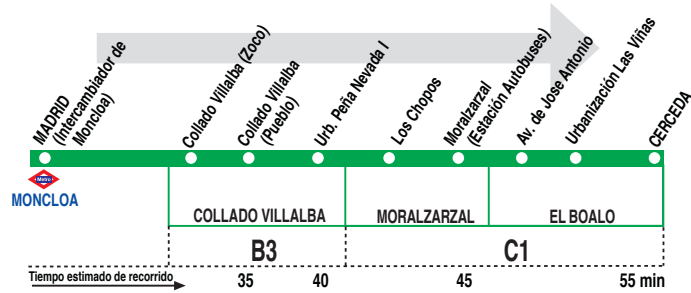 MADRID
(Intercambiador de
Moncloa)
Collado Villalba (Zoco)
Collado Villalba
(Pueblo)
Urb. Peña Nevada I
Los Chopos
Moralzarzal
(Estación Autobuses)
Av. de Jose Antonio
Urbanización Las Viñas
CERCEDA
Metro
MONCLOA
COLLADO VILLALBA
MORALZARZAL
EL BOALO
B3
C1
Tiempo estimado de recorrido
35
40
45
55 min